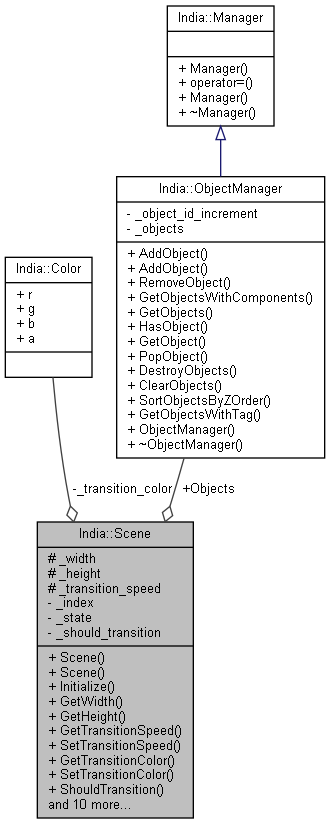 India::Manager
+ Manager()
+ operator=()
+ Manager()
+ ~Manager()
India::ObjectManager
- _object_id_increment
- _objects
+ AddObject()
+ AddObject()
+ RemoveObject()
+ GetObjectsWithComponents()
+ GetObjects()
+ HasObject()
+ GetObject()
+ PopObject()
+ DestroyObjects()
+ ClearObjects()
+ SortObjectsByZOrder()
+ GetObjectsWithTag()
+ ObjectManager()
+ ~ObjectManager()
India::Color
+ r
+ g
+ b
+ a
-_transition_color
+Objects
India::Scene
# _width
# _height
# _transition_speed
- _index
- _state
- _should_transition
+ Scene()
+ Scene()
+ Initialize()
+ GetWidth()
+ GetHeight()
+ GetTransitionSpeed()
+ SetTransitionSpeed()
+ GetTransitionColor()
+ SetTransitionColor()
+ ShouldTransition()
and 10 more...